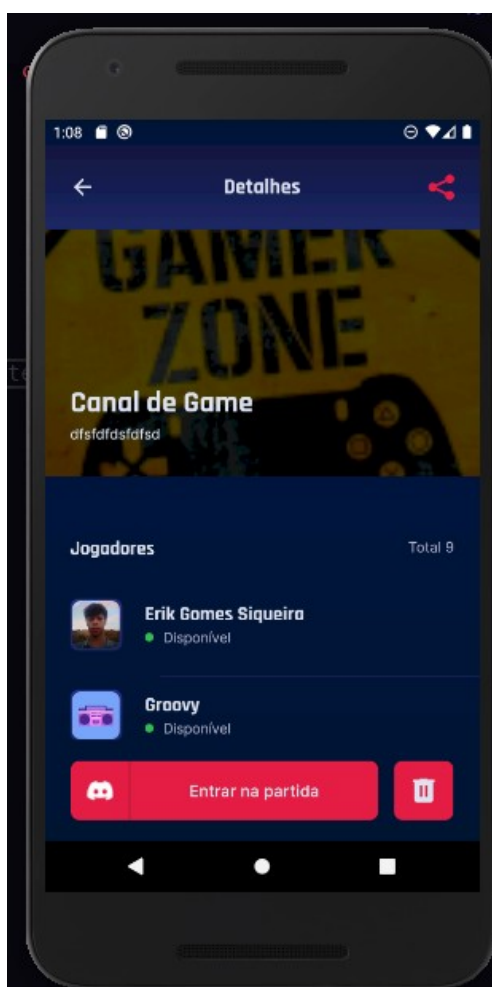 1:08
Detalhes
GAMER
ZONE
Canal de Game
dfsfdfdsfdfsd
Jogadores
Total 9
Erik Gomes Siqueira
Disponível
Groovy
Disponível
Entrar na partida